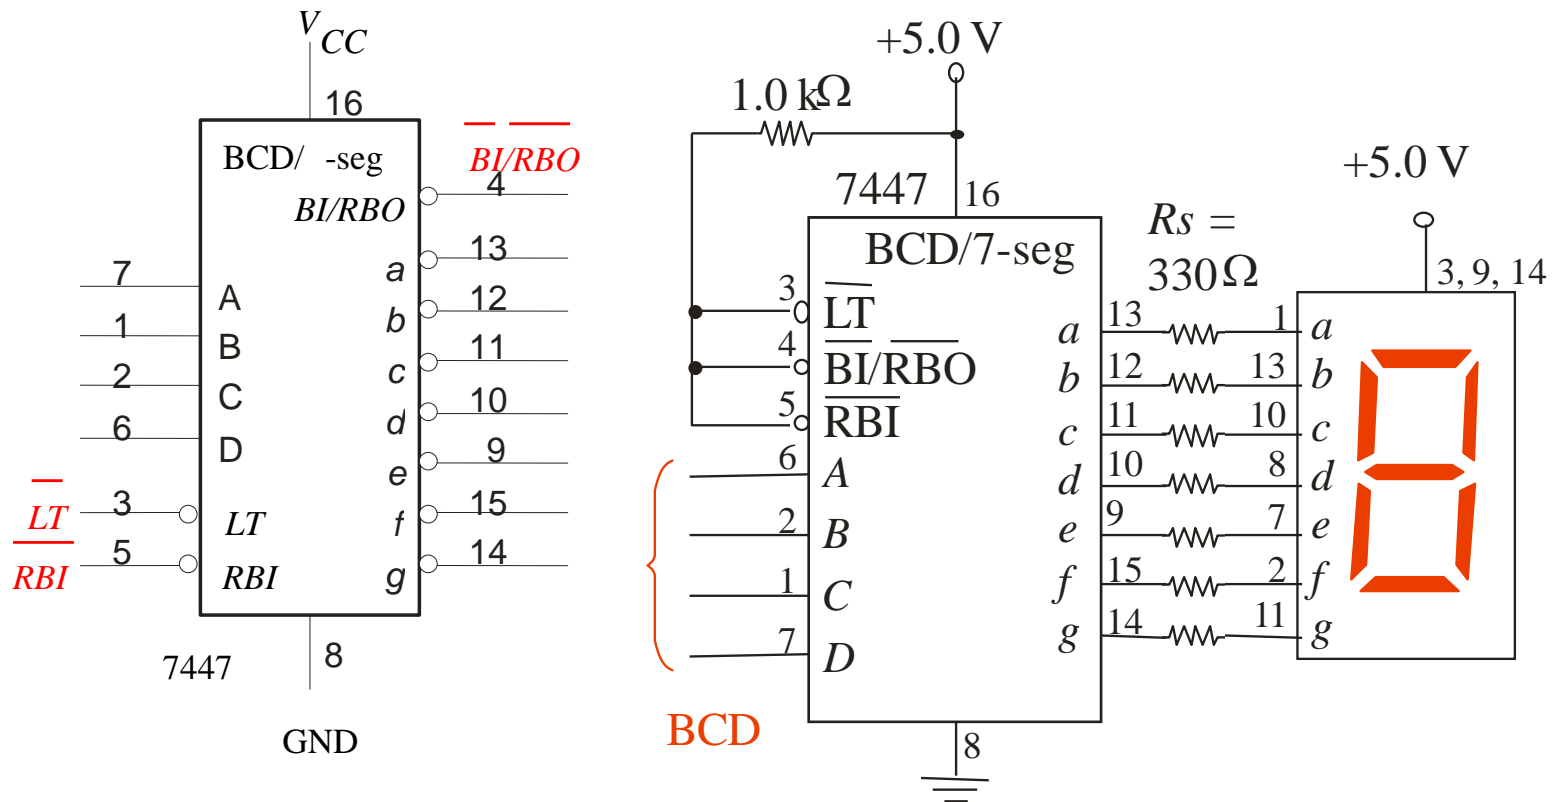 V CC
16
BCD/ -seg
BI/RBO
BI/RBO
4
a 13
7 A
b 12
1 B
c 11
2 C
d 10
6 D
e 9
LT 3 LT
f 15
RBI 5 RBI
g 14
7447
8
GND
+5.0 V
1.0 kΩ
7447
16
BCD/7-seg
3 LT
4 BI/RBO
5 RBI
6 A
2 B
1 C
7 D
BCD
8
a 13
b 12
c 11
d 10
e 9
f 15
g 14
Rs =
330Ω
+5.0 V
3, 9, 14
1 a
13 b
10 c
8 d
7 e
2 f
11 g